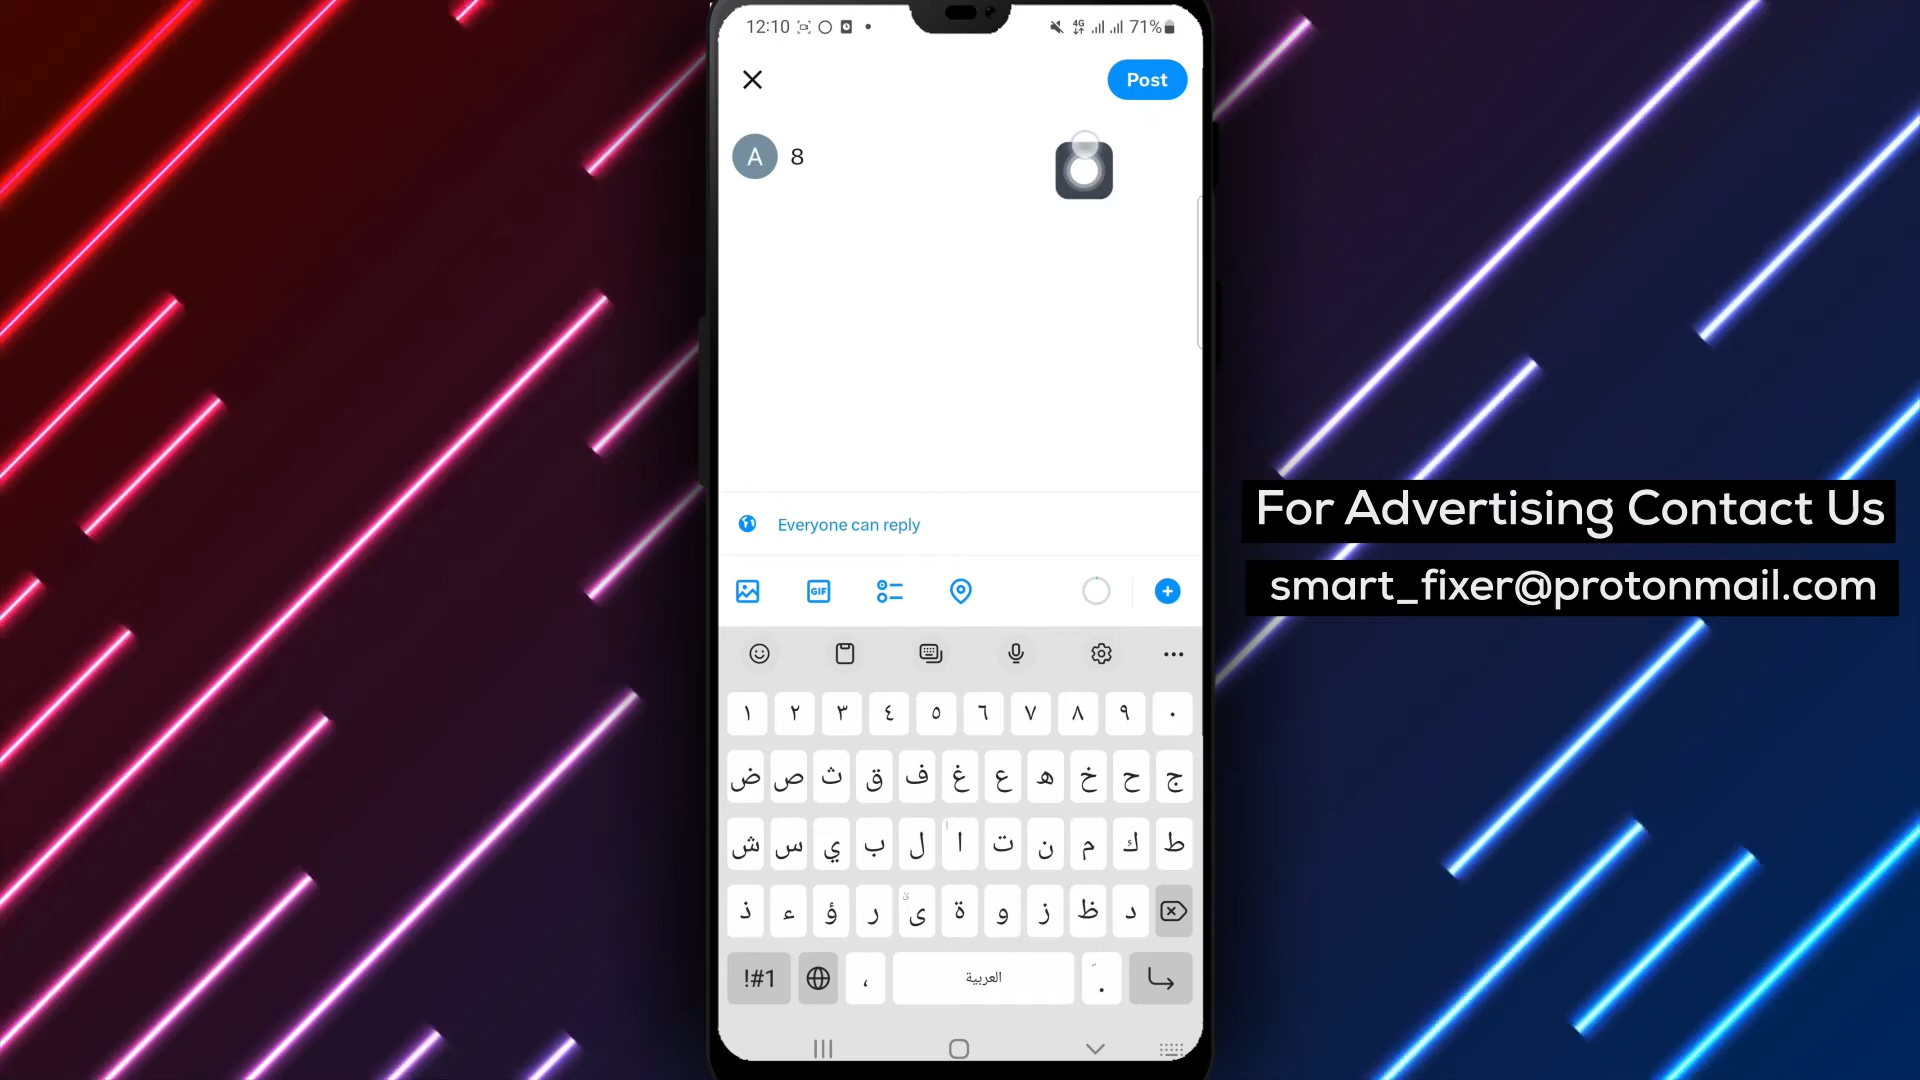 12:10
4G
71%
Post
A
8
For Advertising Contact Us
Everyone can reply
smart_fixer@protonmail.com
GIF
١ ٢ ٣ ٤ ٥ ٦ ٧ ٨ ٩ ٠
ض ص ث ق ف غ ع ه خ ح ج
ش س ي ب ل ا ت ن م ك ط
ذ ء ؤ ر ى ة و ز ظ د
!#1 ، العربية .